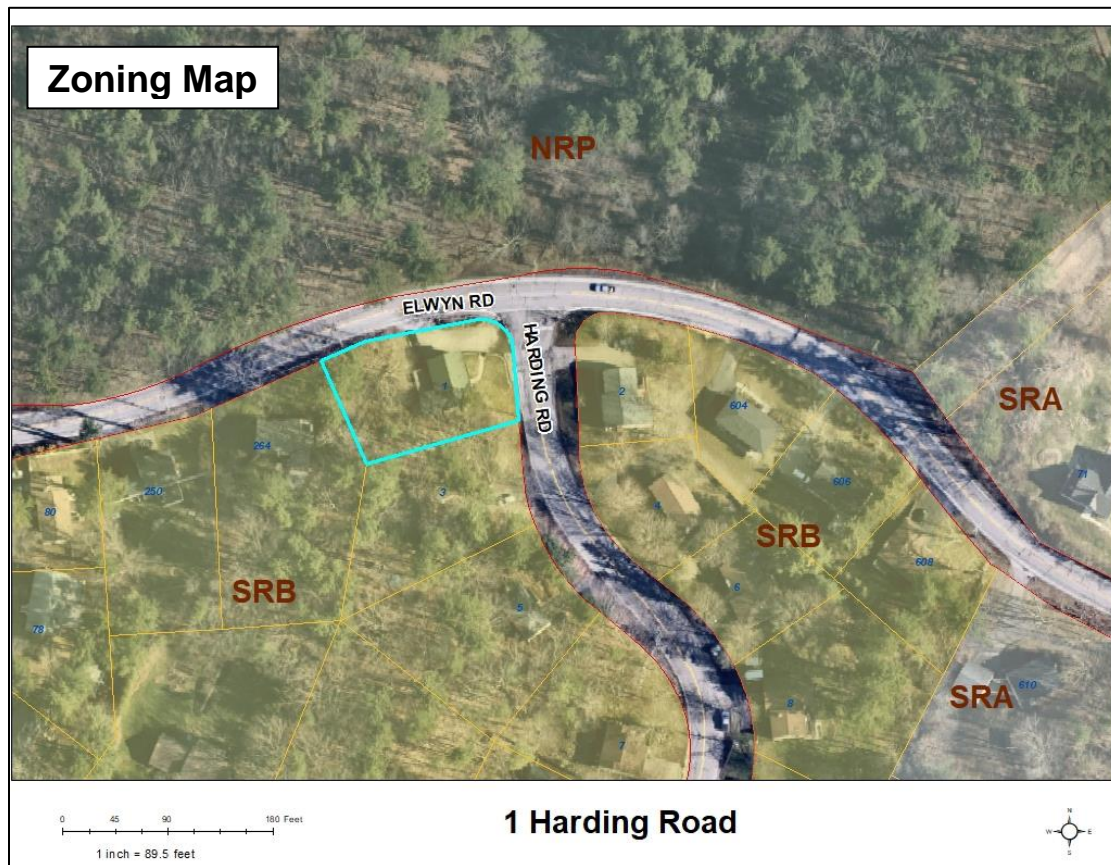 Zoning Map
NRP
ELWYN RD
HARDING RD
SRA
1
2
604
71
264
250
80
3
4
606
SRB
608
SRB
78
5
6
SRA
610
8
7
0 45 90 180 Feet
1 inch = 89.5 feet
1 Harding Road
N
W E
S